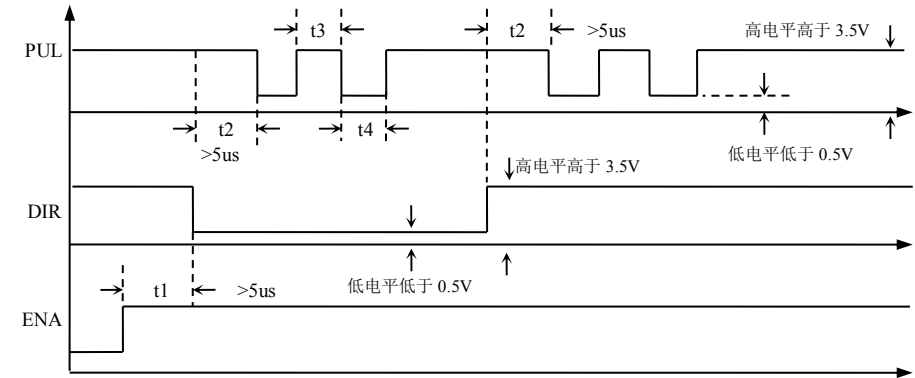 t3
t2
>5us
高电平高于 3.5V
PUL
t2
t4
>5us
低电平低于 0.5V
高电平高于 3.5V
DIR
t1
>5us
低电平低于 0.5V
ENA